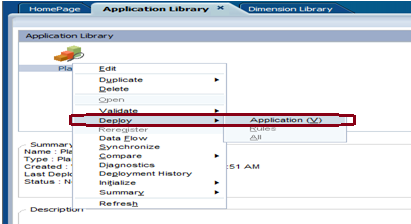 HomePage
Application Library ×
Dimension Library
Application Library
Pla
Edit
Duplicate
Delete
Open
Validate
Deploy
Application (V)
Reregister
Rules
Data Flow
All
Synchronize
Summary
Name : Pla
Compare
Type : Pla
Diagnostics
Created :
:51 AM
Deployment History
Last Deplo
Initialize
Status : N
Summary
Refresh
Description